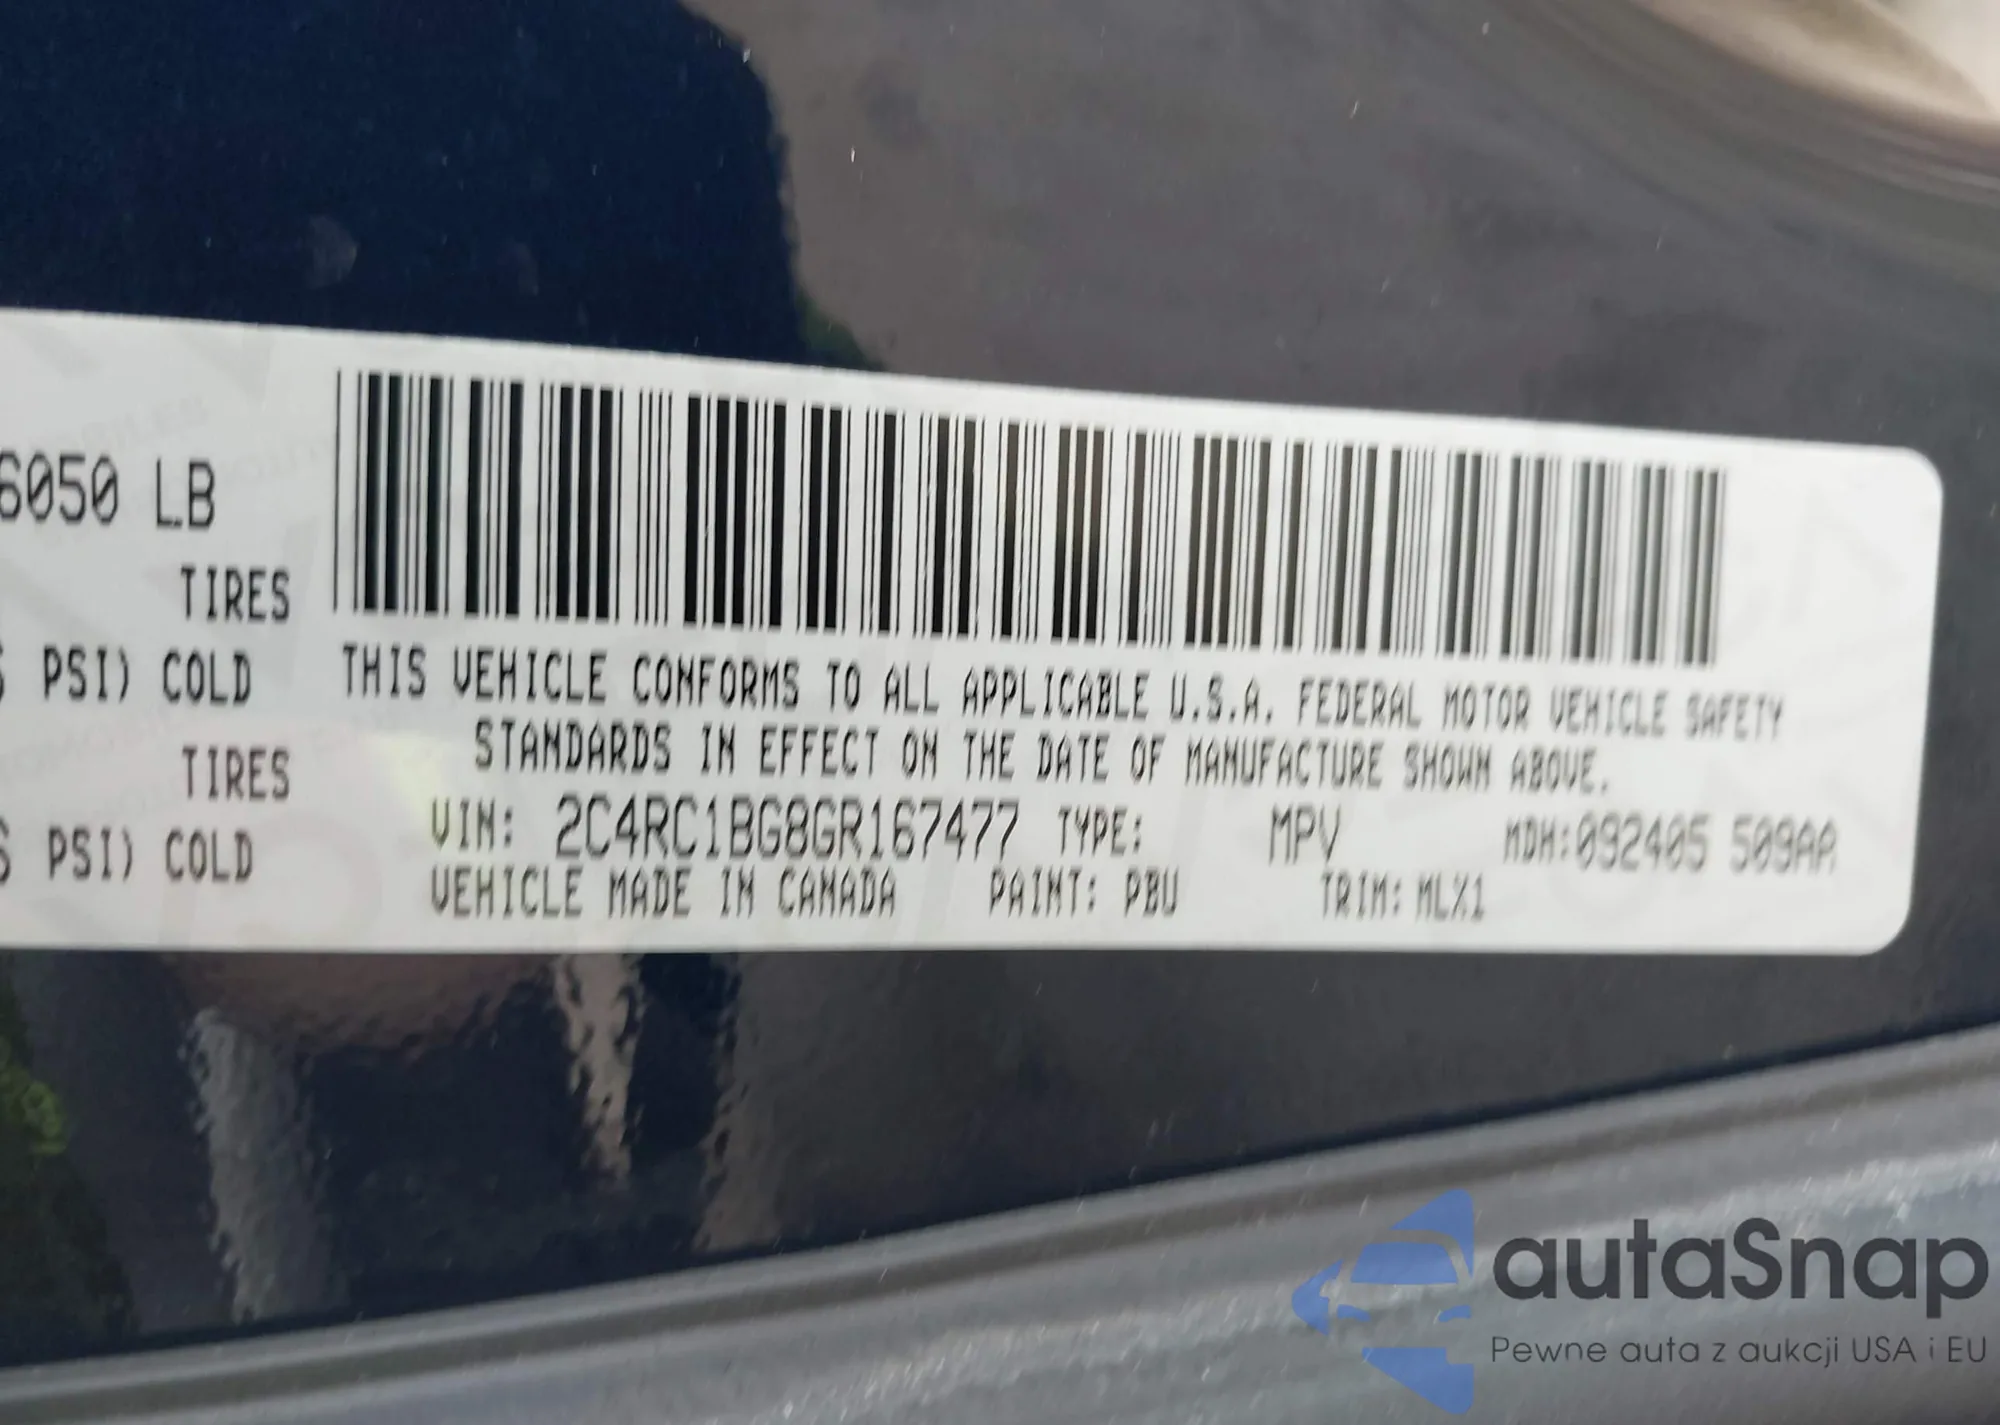 6050 LB
TIRES
PSI) COLD
TIRES
PSI) COLD
THIS VEHICLE CONFORMS TO ALL APPLICABLE U.S.A. FEDERAL MOTOR VEHICLE SAFETY
STANDARDS IN EFFECT ON THE DATE OF MANUFACTURE SHOWN ABOVE.
VIN: 2C4RC1BG8GR167477 TYPE: MPV MDH:092405 509AA
VEHICLE MADE IN CANADA PAINT: PBU TRIM: MLX1
autaSnap
Pewne auta z aukcji USA i EU